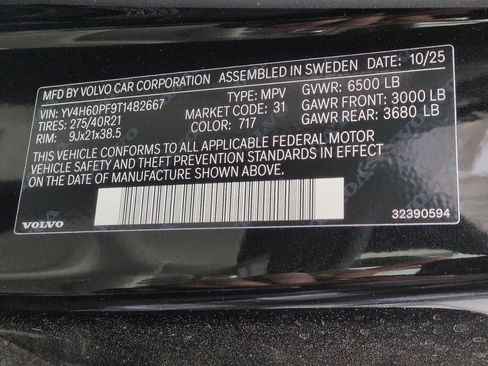 MFD BY VOLVO CAR CORPORATION ASSEMBLED IN SWEDEN DATE: 10/25
VIN: YV4H60PF9T1482667 TYPE: MPV GVWR: 6500 LB
TIRES: 275/40R21 MARKET CODE: 31 GAWR FRONT: 3000 LB
RIM: 9Jx21x38.5 COLOR: 717 GAWR REAR: 3680 LB
THIS VEHICLE CONFORMS TO ALL APPLICABLE FEDERAL MOTOR
VEHICLE SAFETY AND THEFT PREVENTION STANDARDS IN EFFECT
ON THE DATE OF MANUFACTURE SHOWN ABOVE.
VOLVO 32390594